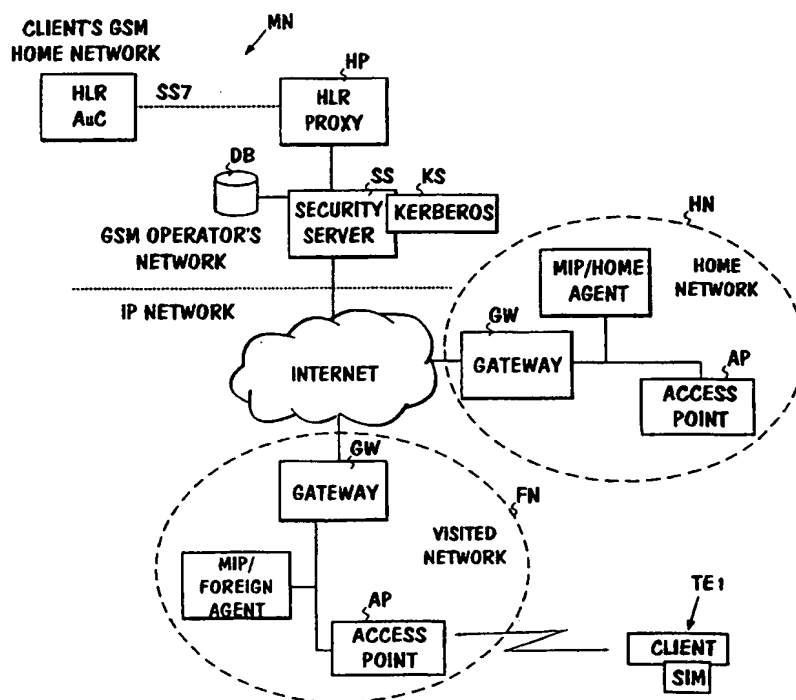 CLIENT'S GSM
HOME NETWORK
MN
HLR
AuC
SS7
HP
HLR
PROXY
DB
SS
KS
SECURITY
SERVER
KERBEROS
GSM OPERATOR'S
NETWORK
IP NETWORK
HN
MIP/HOME
AGENT
HOME
NETWORK
GW
GATEWAY
AP
ACCESS
POINT
INTERNET
GW
GATEWAY
FN
VISITED
NETWORK
MIP/
FOREIGN
AGENT
AP
ACCESS
POINT
TE1
CLIENT
SIM